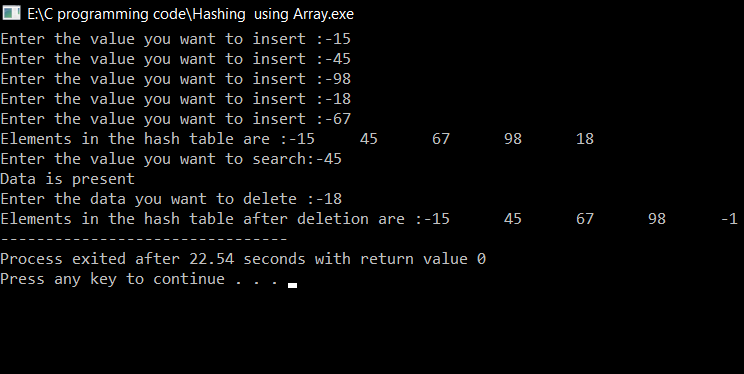 E:\C programming code\Hashing  using Array.exe
Enter the value you want to insert :-15
Enter the value you want to insert :-45
Enter the value you want to insert :-98
Enter the value you want to insert :-18
Enter the value you want to insert :-67
Elements in the hash table are :-15     45      67      98      18
Enter the value you want to search:-45
Data is present
Enter the data you want to delete :-18
Elements in the hash table after deletion are :-15      45      67      98      -1
--------------------------------
Process exited after 22.54 seconds with return value 0
Press any key to continue . . .